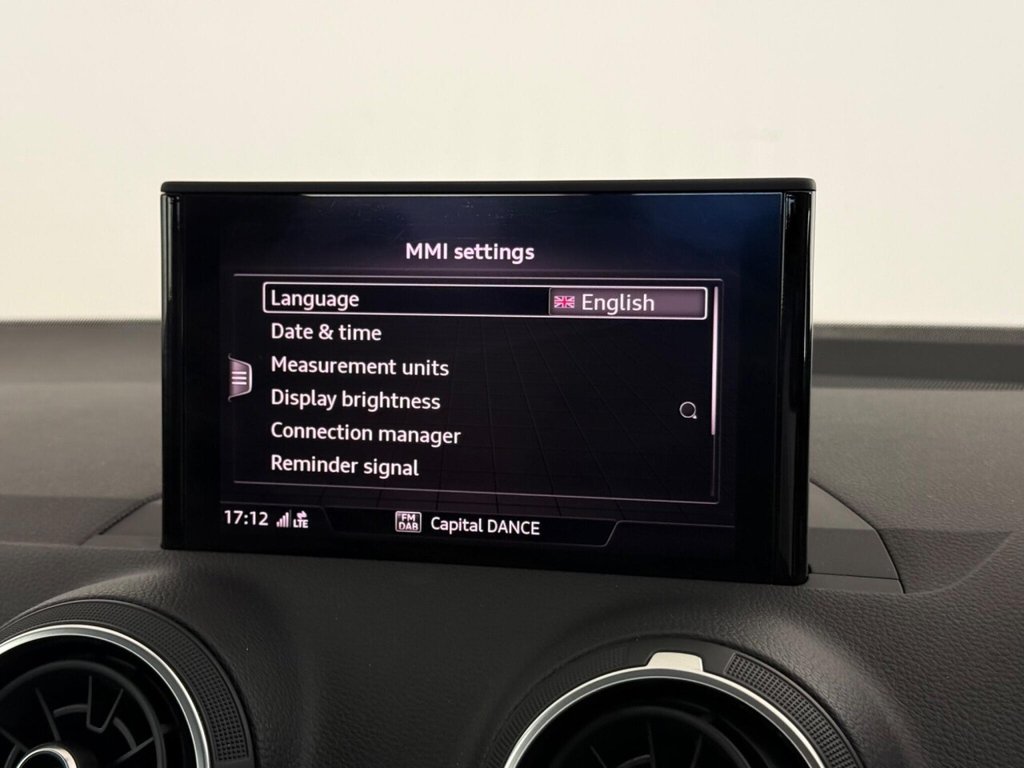 MMI settings
Language English
Date & time
Measurement units
Display brightness
Connection manager
Reminder signal
17:12 LTE FM DAB Capital DANCE